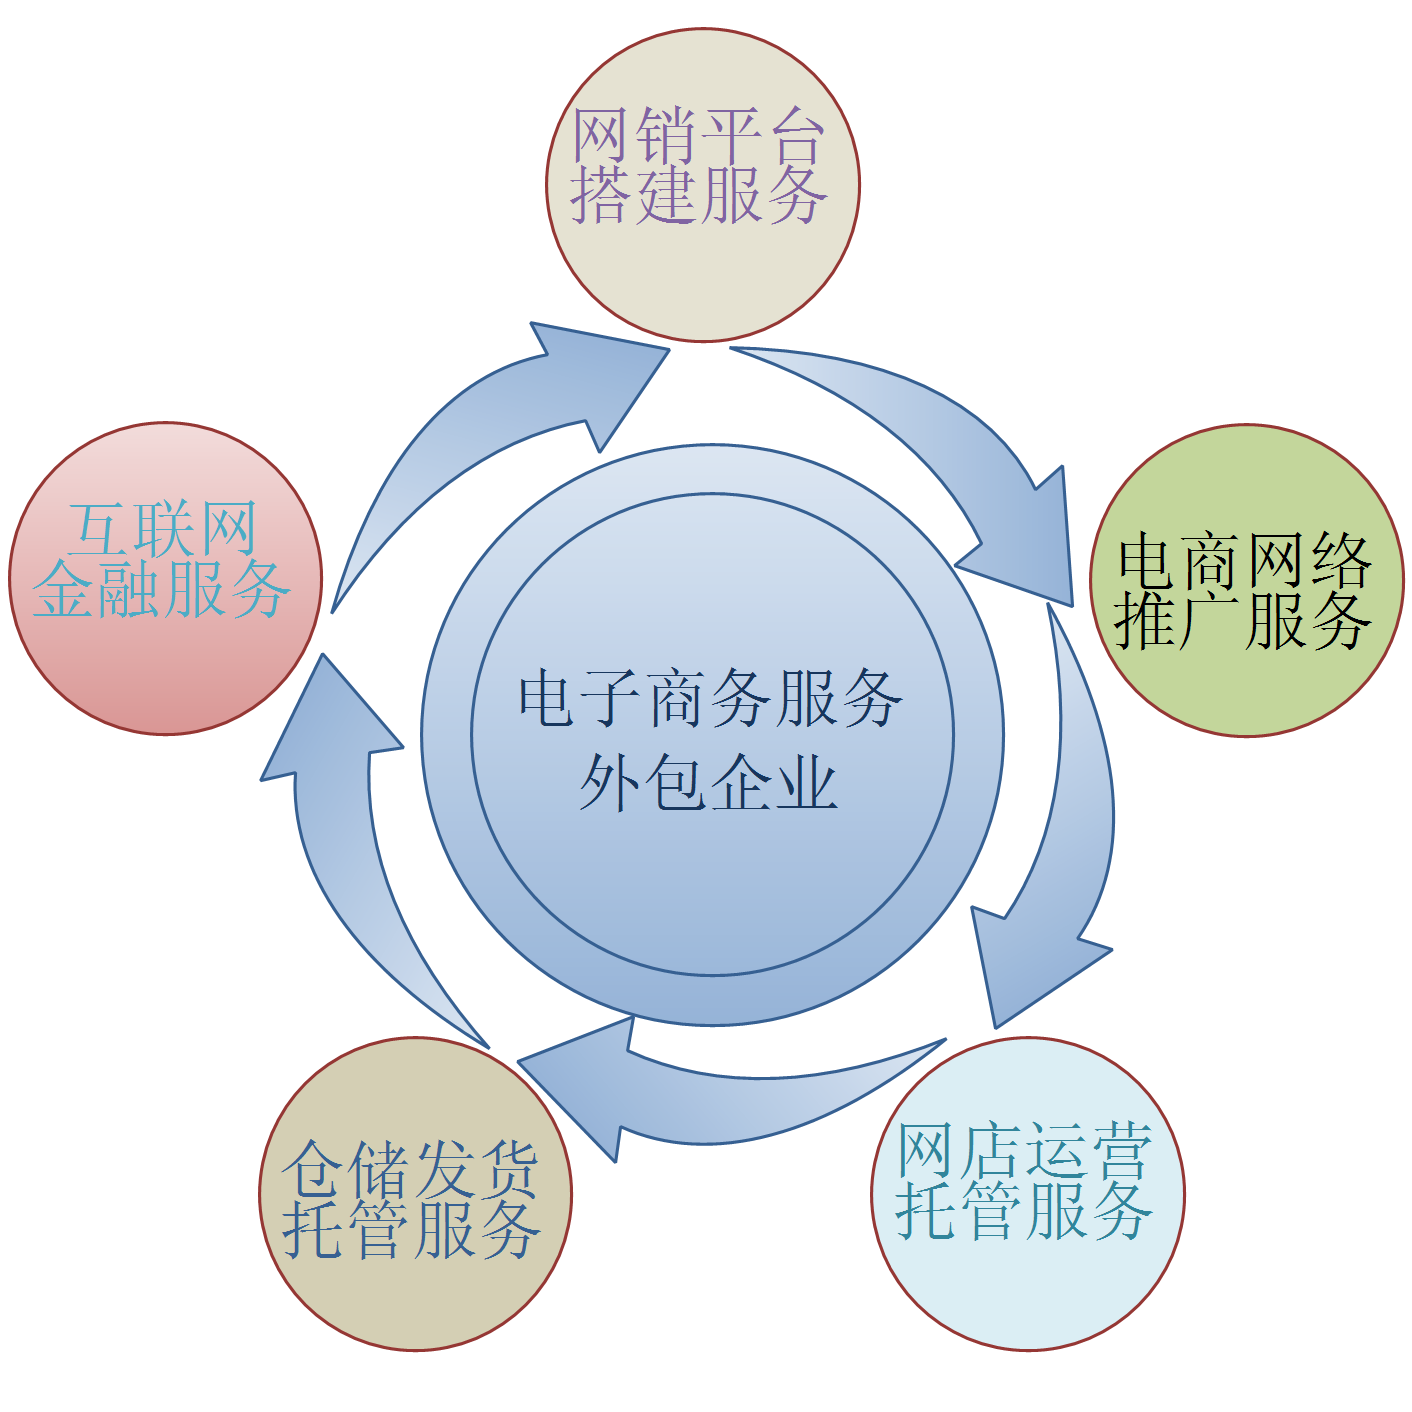 网销平台
搭建服务
互联网
金融服务
电商网络
推广服务
电子商务服务
外包企业
仓储发货
托管服务
网店运营
托管服务